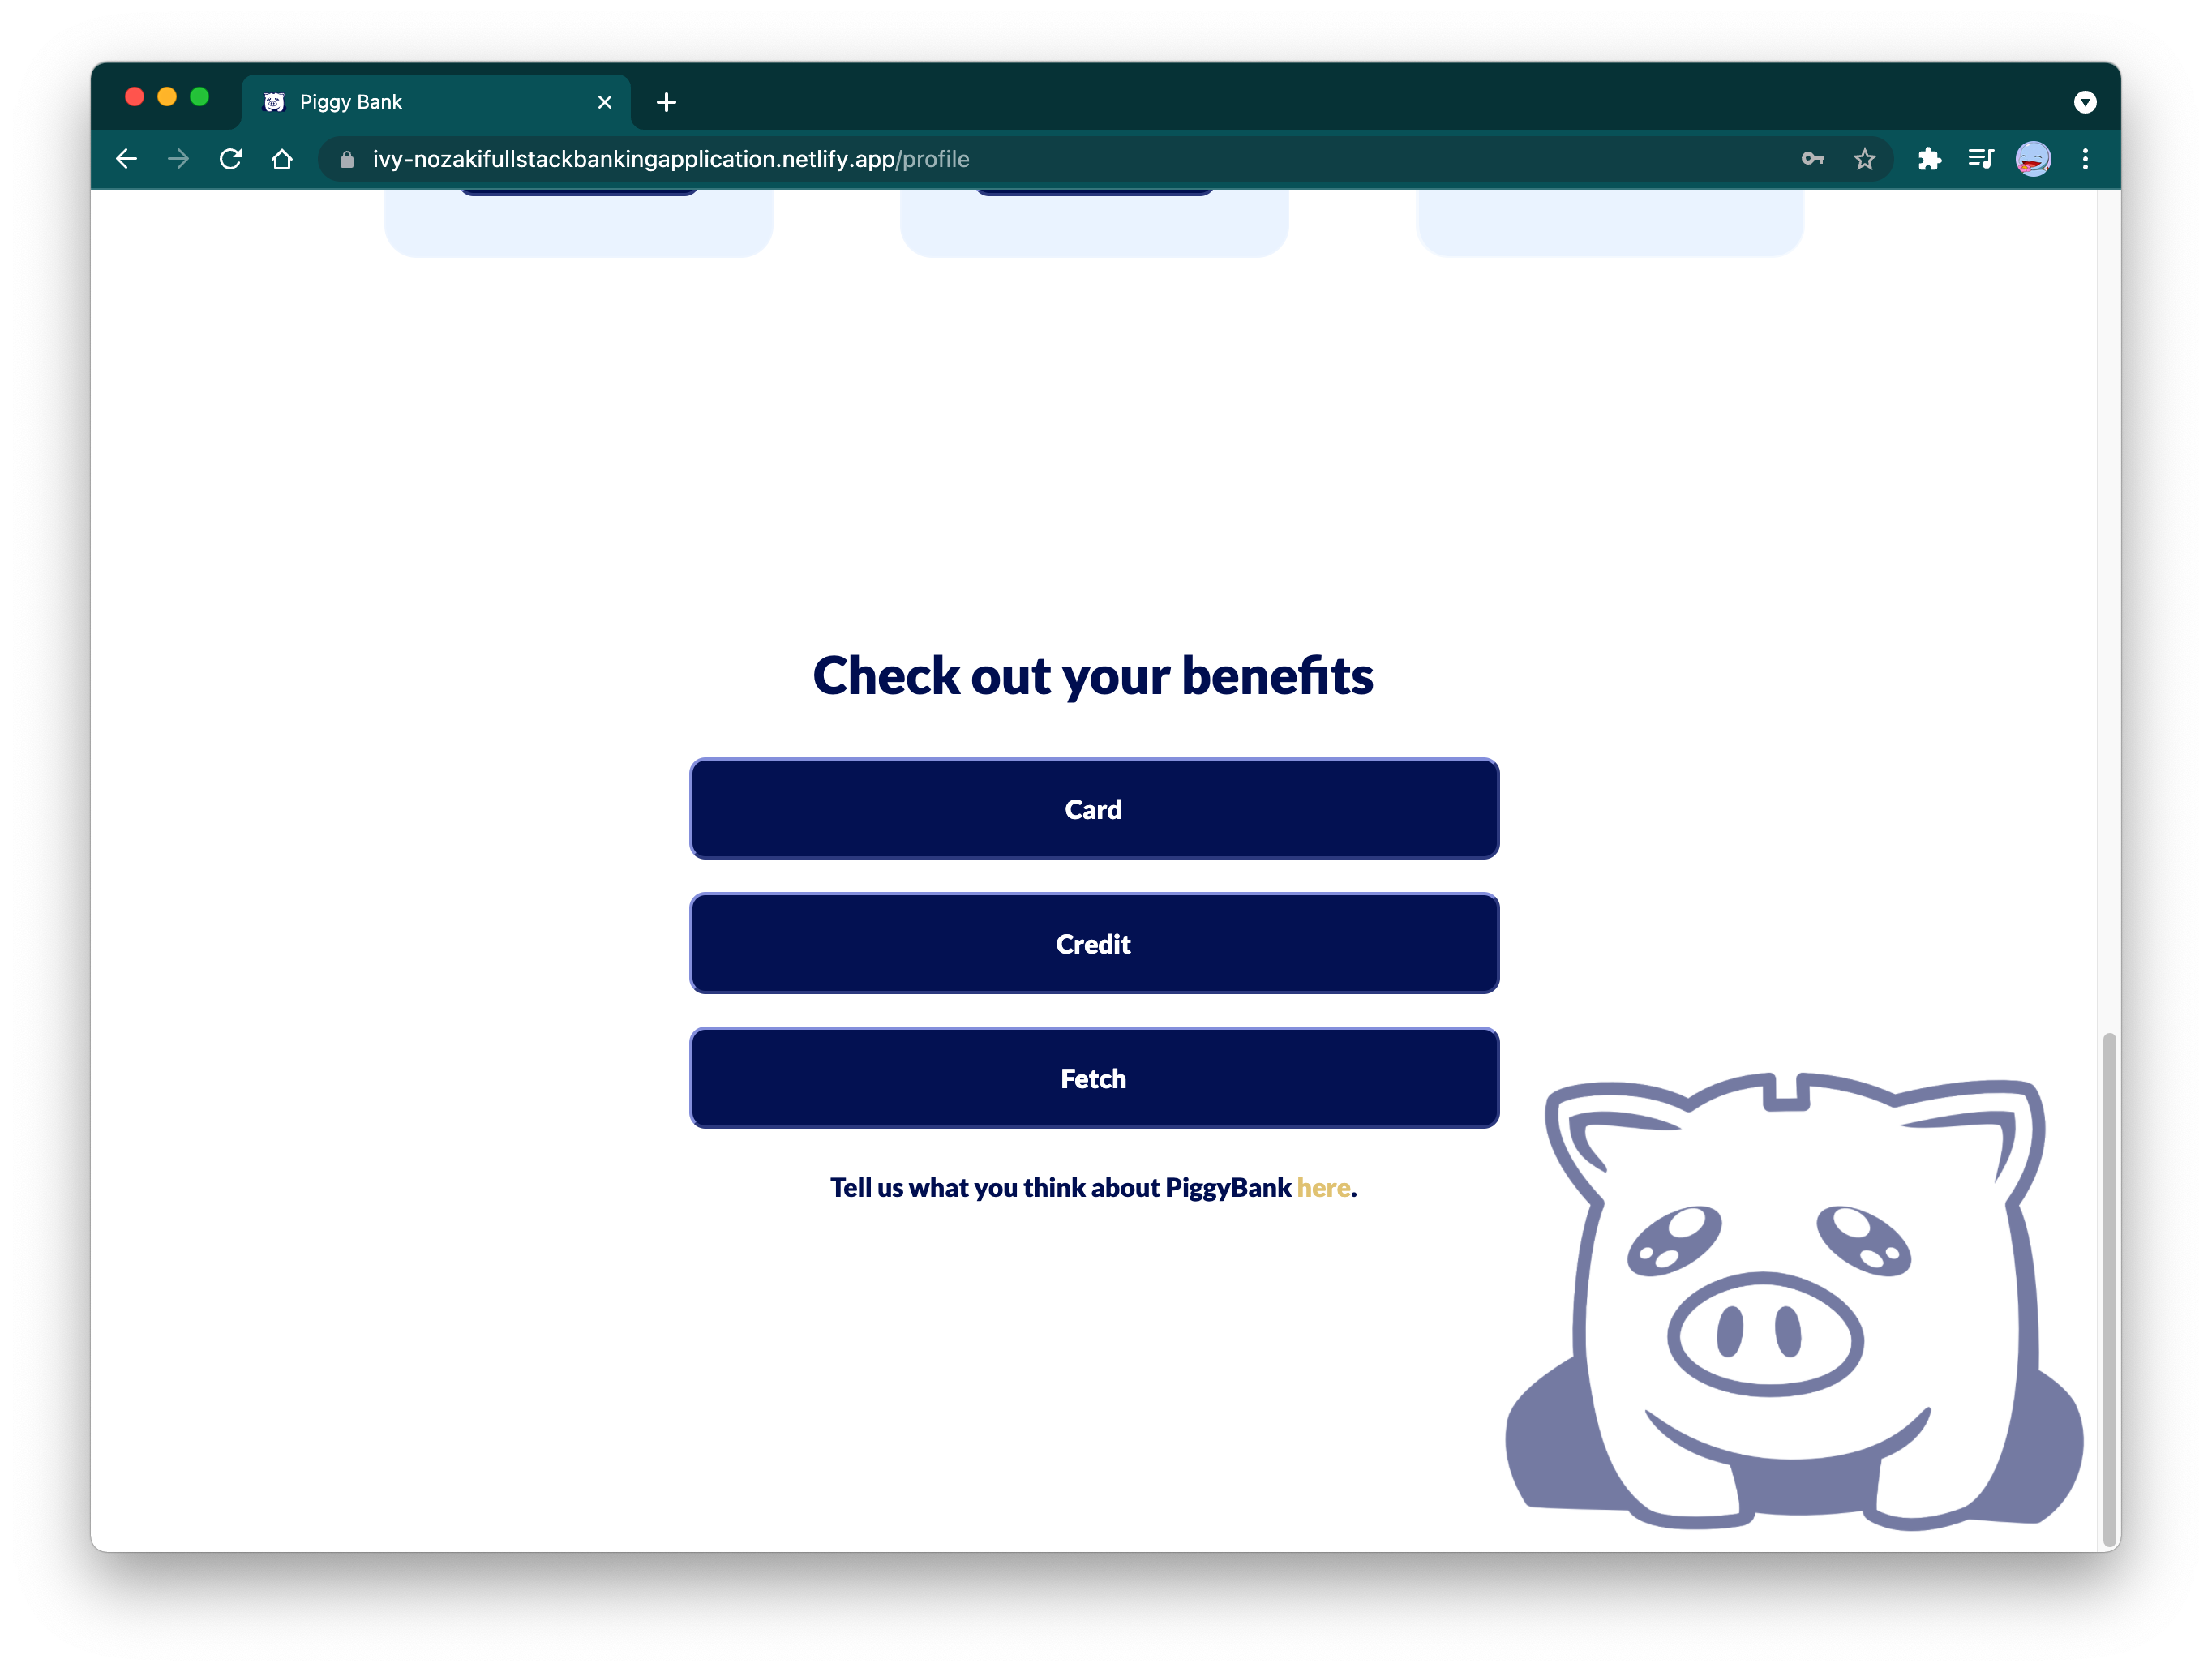 Piggy Bank
ivy-nozakifullstackbankingapplication.netlify.app/profile
Check out your benefits
Card
Credit
Fetch
Tell us what you think about PiggyBank here.